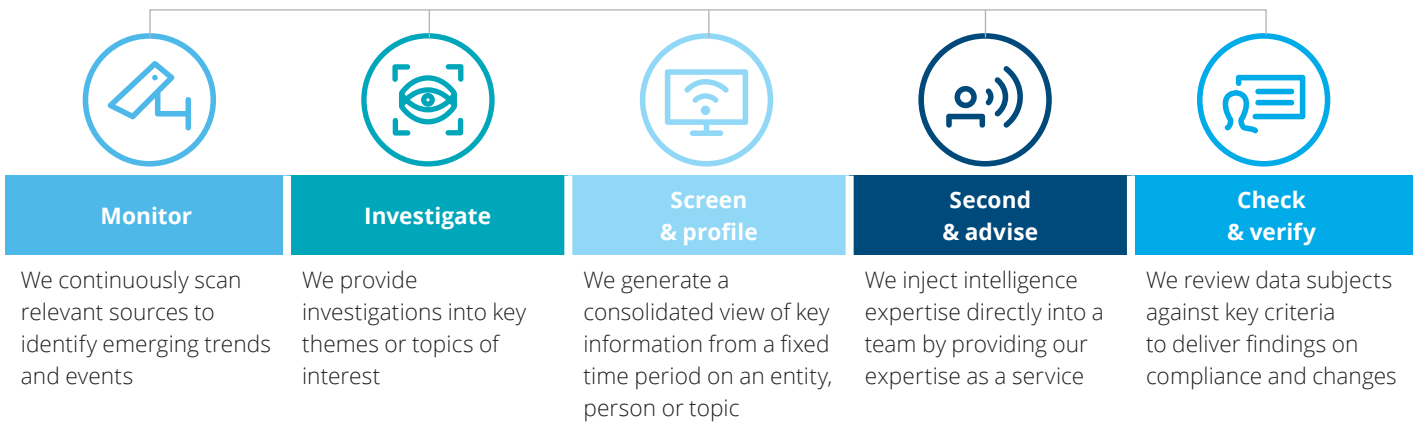 Monitor
We continuously scan
relevant sources to
identify emerging trends
and events
Investigate
We provide
investigations into key
themes or topics of
interest
Screen
& profile
We generate a
consolidated view of key
information from a fixed
time period on an entity,
person or topic
Second
& advise
We inject intelligence
expertise directly into a
team by providing our
expertise as a service
Check
& verify
We review data subjects
against key criteria
to deliver findings on
compliance and changes